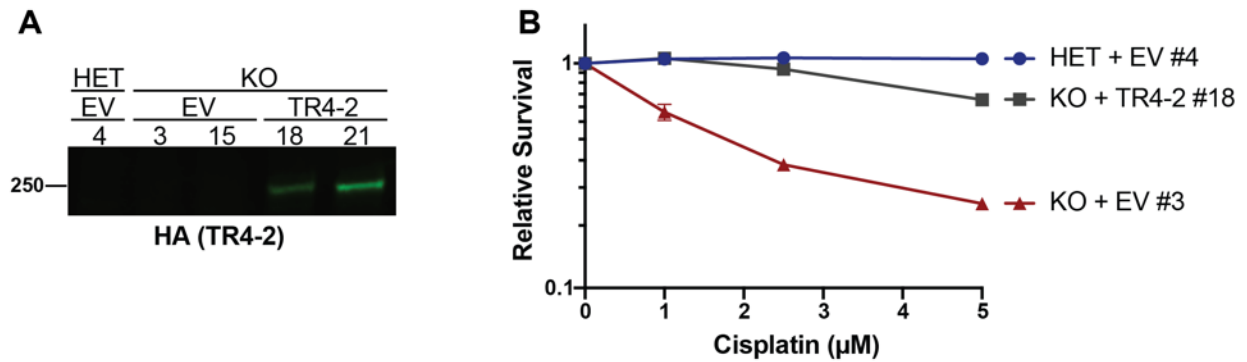 A
HET KO
EV EV TR4-2
4 3 15 18 21
250
HA (TR4-2)
B
Relative Survival
1
0.1
0 1 2 3 4 5
Cisplatin (µM)
HET + EV #4
KO + TR4-2 #18
KO + EV #3